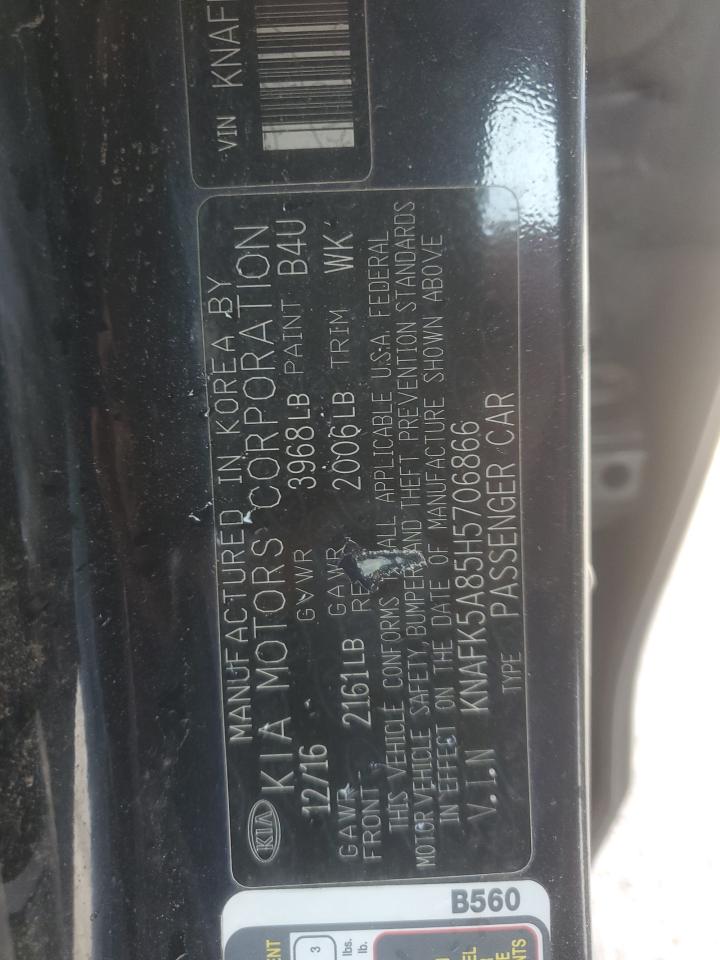 VIN KNAF
MANUFACTURED IN KOREA BY
KIA KIA MOTORS CORPORATION
12/16 GVWR 3968LB PAINT B4U
GAWR FRONT 2161LB GAWR 2006LB TRIM WK
THIS VEHICLE CONFORMS ALL APPLICABLE U.S.A. FEDERAL
MOTOR VEHICLE SAFETY, BUMPER, AND THEFT PREVENTION STANDARDS
IN EFFECT ON THE DATE OF MANUFACTURE SHOWN ABOVE
V.I.N KNAFK5A85H5706866
TYPE PASSENGER CAR
B560
3
lbs.
lb.